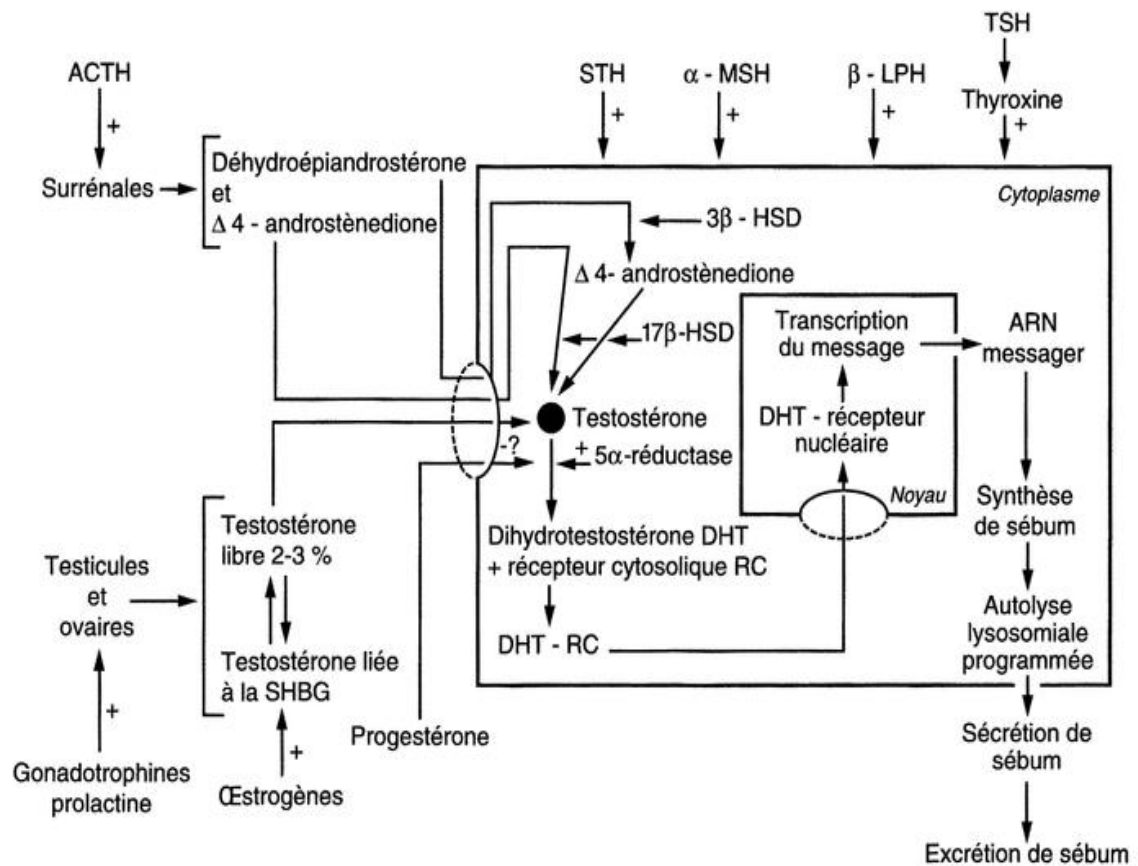 TSH
ACTH
STH
α - MSH
β - LPH
Thyroxine
+
+
+
+
+
Déhydroépiandrostérone
et
Δ 4 - androstènedione
Surrénales
Cytoplasme
3β - HSD
Δ 4- androstènedione
17β-HSD
Transcription
du message
ARN
messager
Testostérone
DHT - récepteur
nucléaire
-?
+
5α-réductase
Noyau
Synthèse
de sébum
Testostérone
libre 2-3 %
Dihydrotestostérone DHT
+ récepteur cytosolique RC
Testicules
et
ovaires
Autolyse
lysosomiale
programmée
DHT - RC
Testostérone liée
à la SHBG
+
+
Progestérone
Sécrétion de
sébum
Gonadotrophines
prolactine
Œstrogènes
Excrétion de sébum